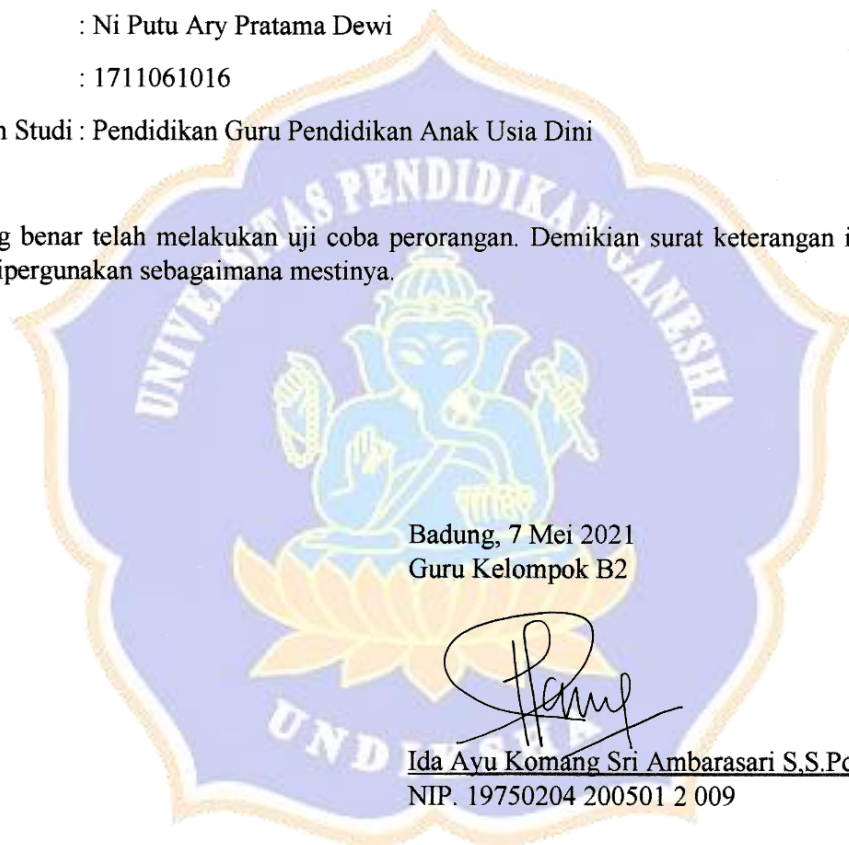 : Ni Putu Ary Pratama Dewi
: 1711061016
n Studi : Pendidikan Guru Pendidikan Anak Usia Dini
g benar telah melakukan uji coba perorangan. Demikian surat keterangan i
ipergunakan sebagaimana mestinya.
UNIVERSITAS PENDIDIKAN GANESHA
Badung, 7 Mei 2021
Guru Kelompok B2
UNDIKSHA
Ida Ayu Komang Sri Ambarasari S,S.Pd
NIP. 19750204 200501 2 009